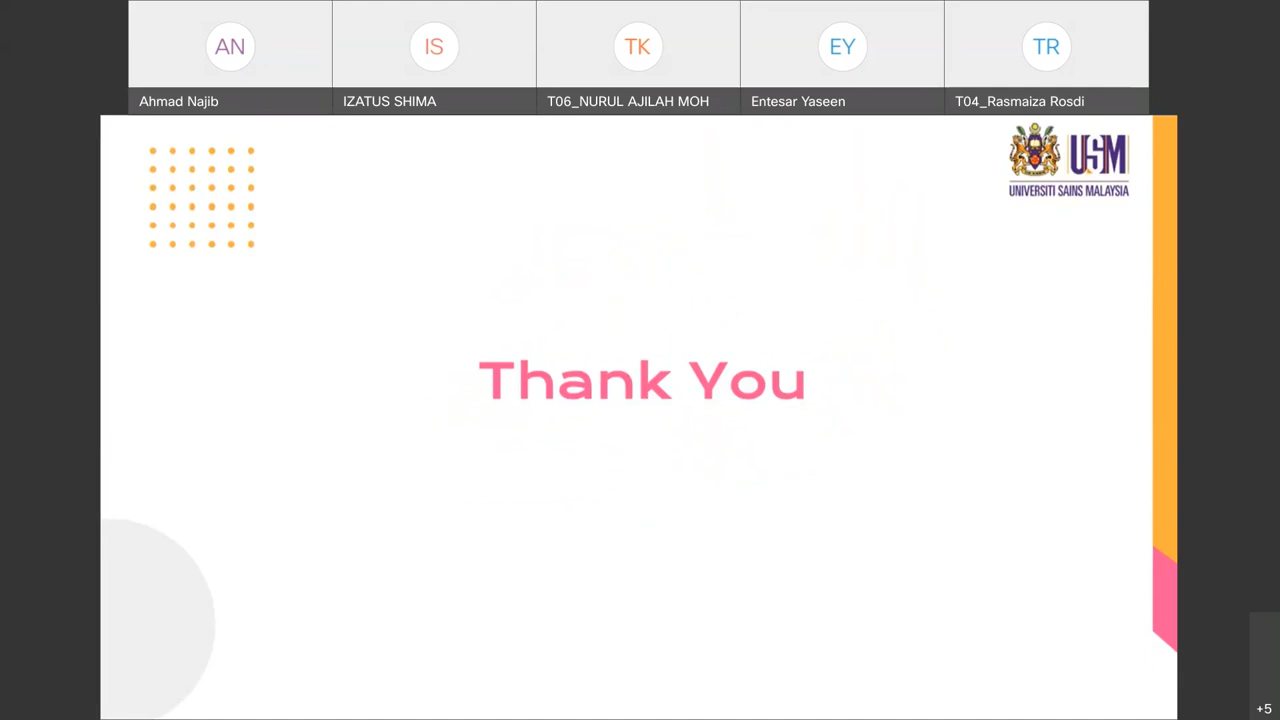 AN
IS
TK
EY
TR
Ahmad Najib
IZATUS SHIMA
T06_NURUL AJILAH MOH
Entesar Yaseen
T04_Rasmaiza Rosdi
USM
UNIVERSITI SAINS MALAYSIA
Thank You
+5